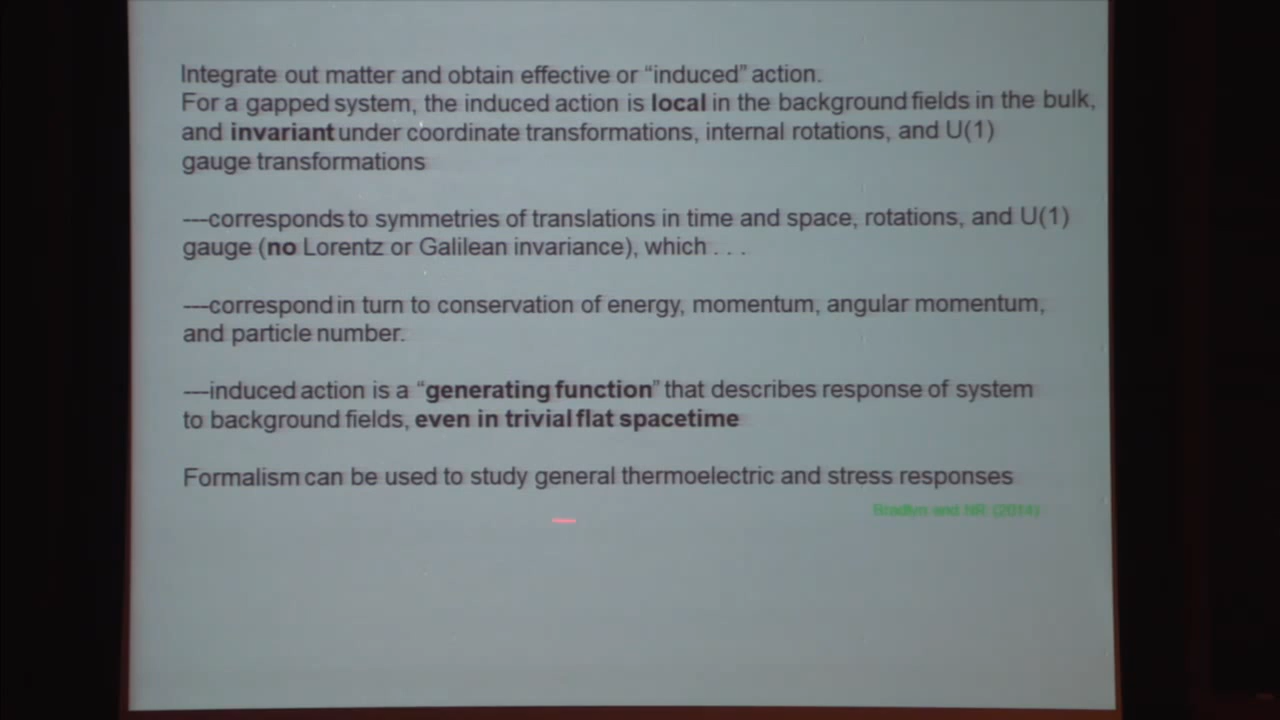 Integrate out matter and obtain effective or “induced” action.
For a gapped system, the induced action is local in the background fields in the bulk,
and invariant under coordinate transformations, internal rotations, and U(1)
gauge transformations
---corresponds to symmetries of translations in time and space, rotations, and U(1)
gauge (no Lorentz or Galilean invariance), which . . .
---correspond in turn to conservation of energy, momentum, angular momentum,
and particle number.
---induced action is a “generating function” that describes response of system
to background fields, even in trivial flat spacetime
Formalism can be used to study general thermoelectric and stress responses
Bradlyn and NR (2014)